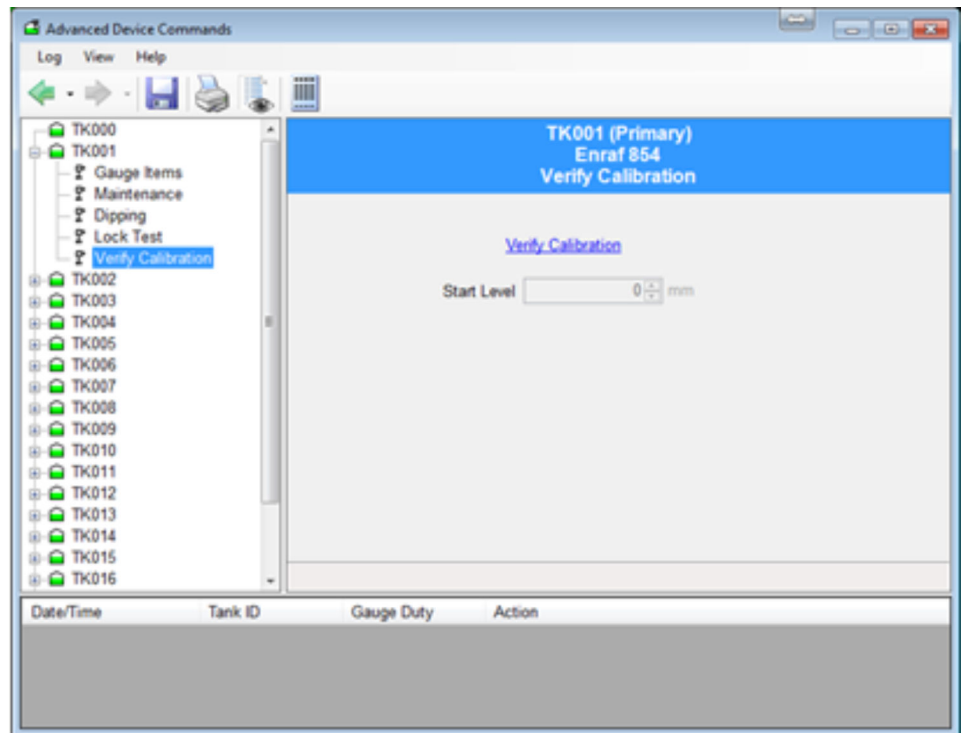 Advanced Device Commands
Log View Help
TK000
TK001
Gauge Items
Maintenance
Dipping
Lock Test
Verify Calibration
TK002
TK003
TK004
TK005
TK006
TK007
TK008
TK009
TK010
TK011
TK012
TK013
TK014
TK015
TK016
TK001 (Primary)
Enraf 854
Verify Calibration
Verify Calibration
Start Level 0 mm
Date/Time Tank ID Gauge Duty Action